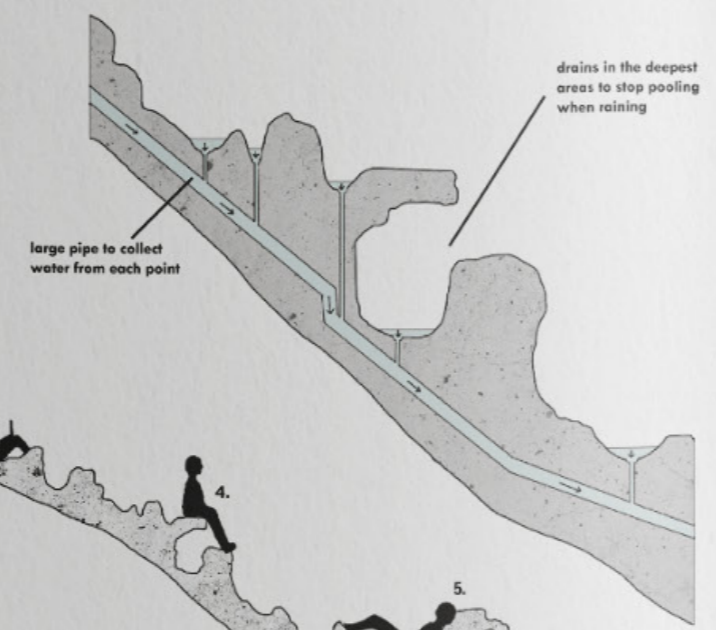 drains in the deepest
areas to stop pooling
when raining
large pipe to collect
water from each point
4.
5.